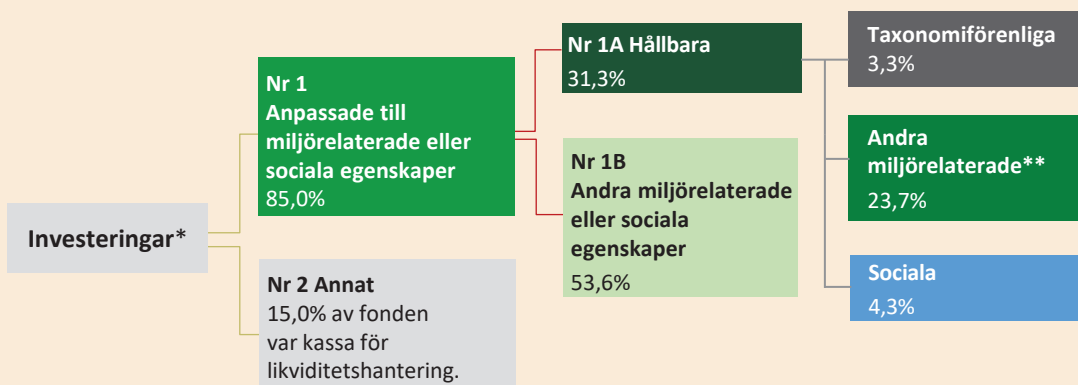 Investeringar*
Nr 1
Anpassade till
miljörelaterade eller
sociala egenskaper
85,0%
Nr 2 Annat
15,0% av fonden
var kassa för
likviditetshantering.
Nr 1A Hållbara
31,3%
Nr 1B
Andra miljörelaterade
eller sociala
egenskaper
53,6%
Taxonomiförenliga
3,3%
Andra
miljörelaterade**
23,7%
Sociala
4,3%